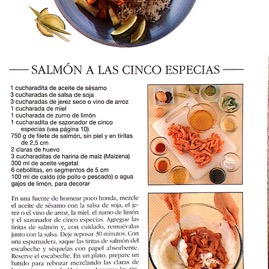 SALMÓN A LAS CINCO ESPECIAS
1 cucharadita de aceite de sésamo
3 cucharadas de salsa de soja
3 cucharadas de jerez seco o vino de arroz
1 cucharada de miel
1 cucharada de zumo de limón
1 cucharadita de sazonador de cinco
especias (vea página 10)
750 g de filete de salmón, sin piel y en tiritas
de 2,5 cm
2 claras de huevo
3 cucharaditas de harina de maíz (Maizena)
300 ml de aceite vegetal
6 cebollitas, en segmentos de 5 cm
100 ml de caldo (de pollo o pescado) o agua
gajos de limón, para decorar
En una fuente de hornear poco honda, mezcle
el aceite de sésamo con la salsa de soja, el je-
rez o el vino de arroz, la miel, el zumo de limón
y el sazonador de cinco especias. Agregue las
tiritas de salmón y, con cuidado, remuévalas
junto con la salsa. Deje reposar 30 minutos. Con
una espumadera, saque las tiritas de salmón del
escabeche y séquelas con papel absorbente.
Reserve el escabeche. En un plato, prepare un
batido para rebozar mezclando las claras de